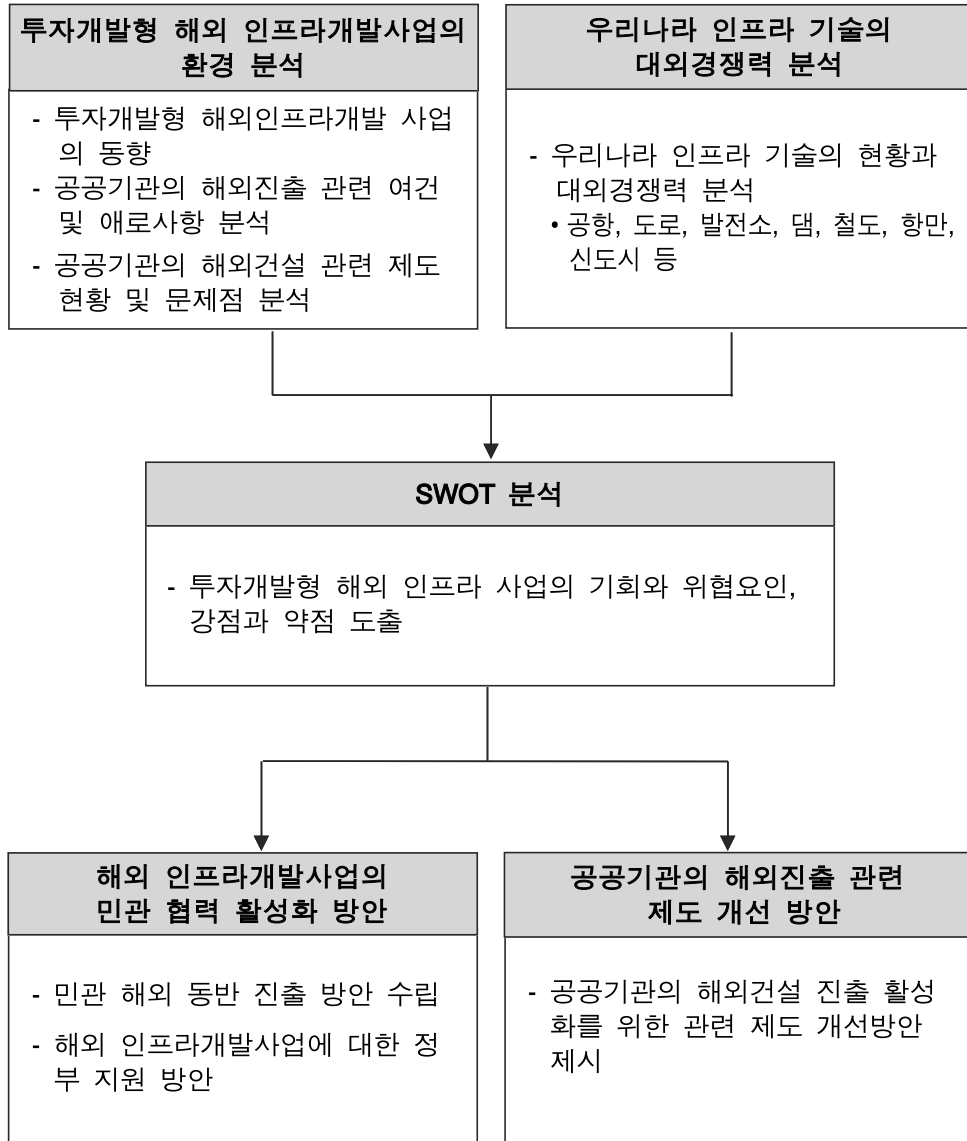 투자개발형 해외 인프라개발사업의
환경 분석
- 투자개발형 해외인프라개발 사업
의 동향
- 공공기관의 해외진출 관련 여건
및 애로사항 분석
- 공공기관의 해외건설 관련 제도
현황 및 문제점 분석
우리나라 인프라 기술의
대외경쟁력 분석
- 우리나라 인프라 기술의 현황과
대외경쟁력 분석
• 공항, 도로, 발전소, 댐, 철도, 항만,
신도시 등
SWOT 분석
- 투자개발형 해외 인프라 사업의 기회와 위협요인,
강점과 약점 도출
해외 인프라개발사업의
민관 협력 활성화 방안
- 민관 해외 동반 진출 방안 수립
- 해외 인프라개발사업에 대한 정
부 지원 방안
공공기관의 해외진출 관련
제도 개선 방안
- 공공기관의 해외건설 진출 활성
화를 위한 관련 제도 개선방안
제시